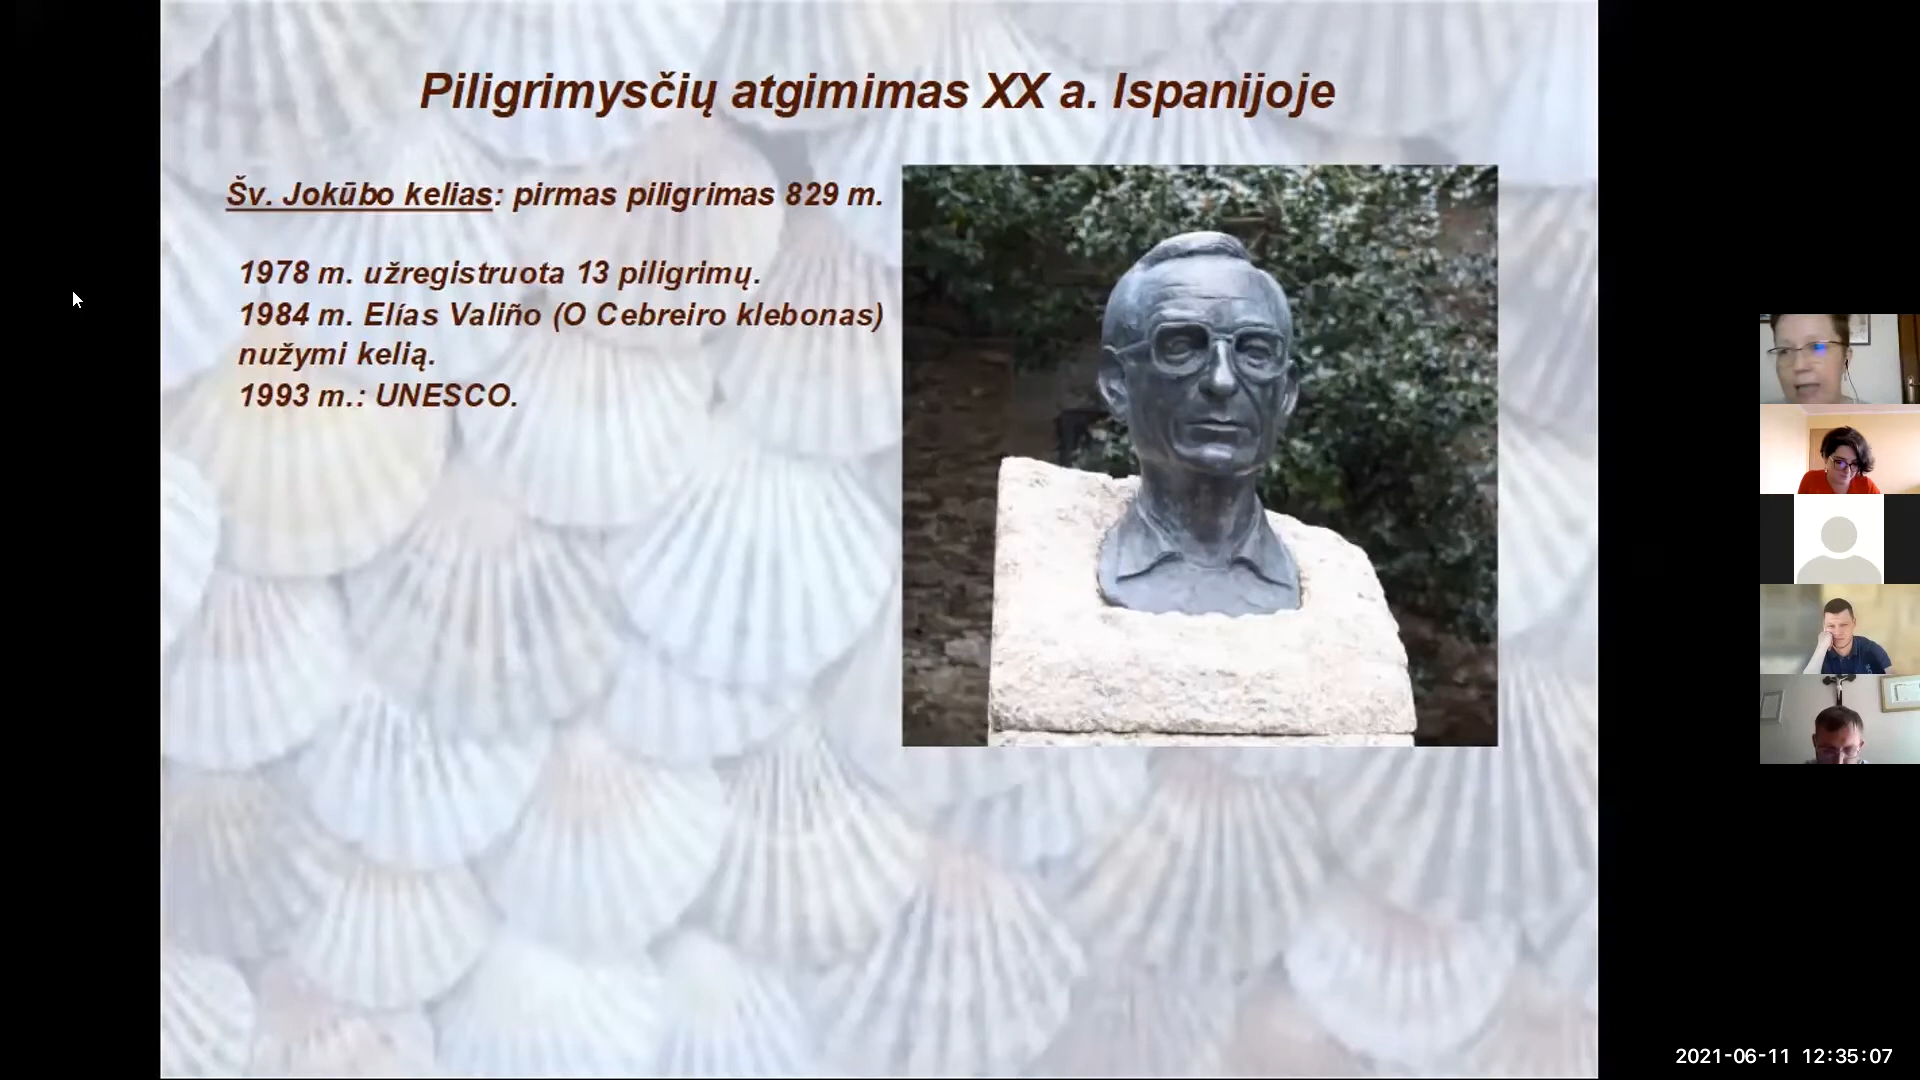 Piligrimysčių atgimimas XX a. Ispanijoje
Šv. Jokūbo kelias: pirmas piligrimas 829 m.
1978 m. užregistruota 13 piligrimų.
1984 m. Elías Valiño (O Cebreiro klebonas)
nužymi kelią.
1993 m.: UNESCO.
2021-06-11 12:35:07